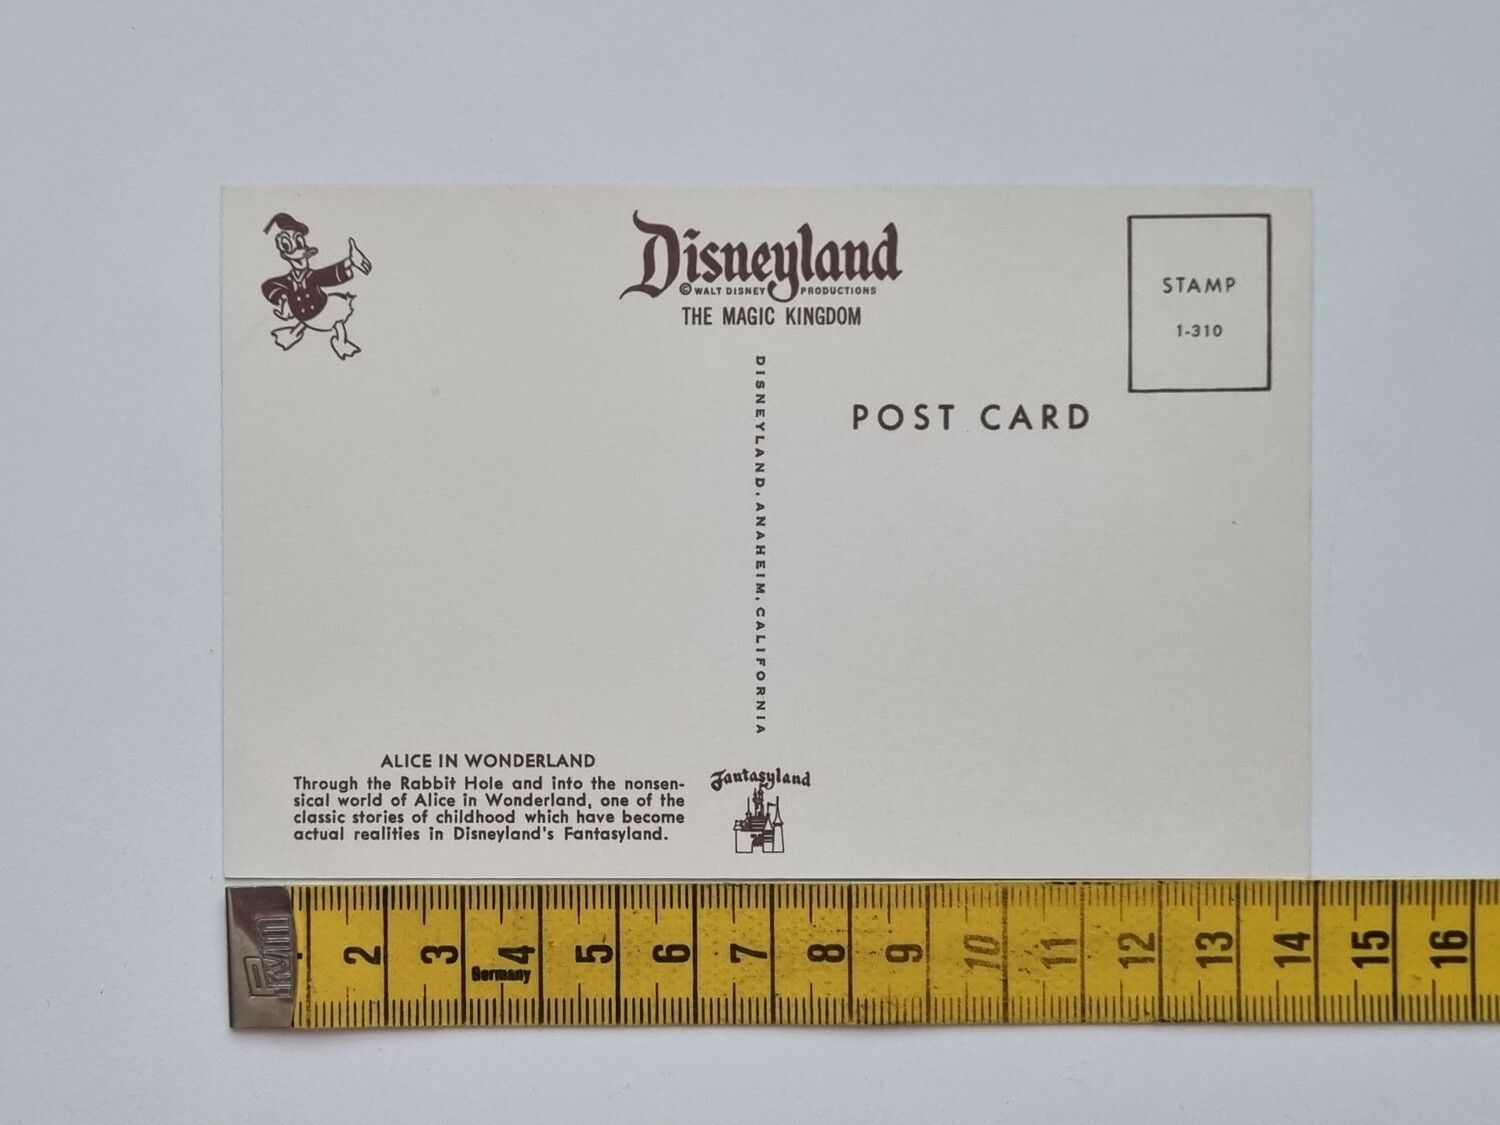 Disneyland
© WALT DISNEY PRODUCTIONS
THE MAGIC KINGDOM
STAMP
1-310
POST CARD
DISNEYLAND, ANAHEIM, CALIFORNIA
ALICE IN WONDERLAND
Through the Rabbit Hole and into the nonsen-
sical world of Alice in Wonderland, one of the
classic stories of childhood which have become
actual realities in Disneyland's Fantasyland.
Fantasyland
Prym
2 3 4 5 6 7 8 9 10 11 12 13 14 15 16
Germany